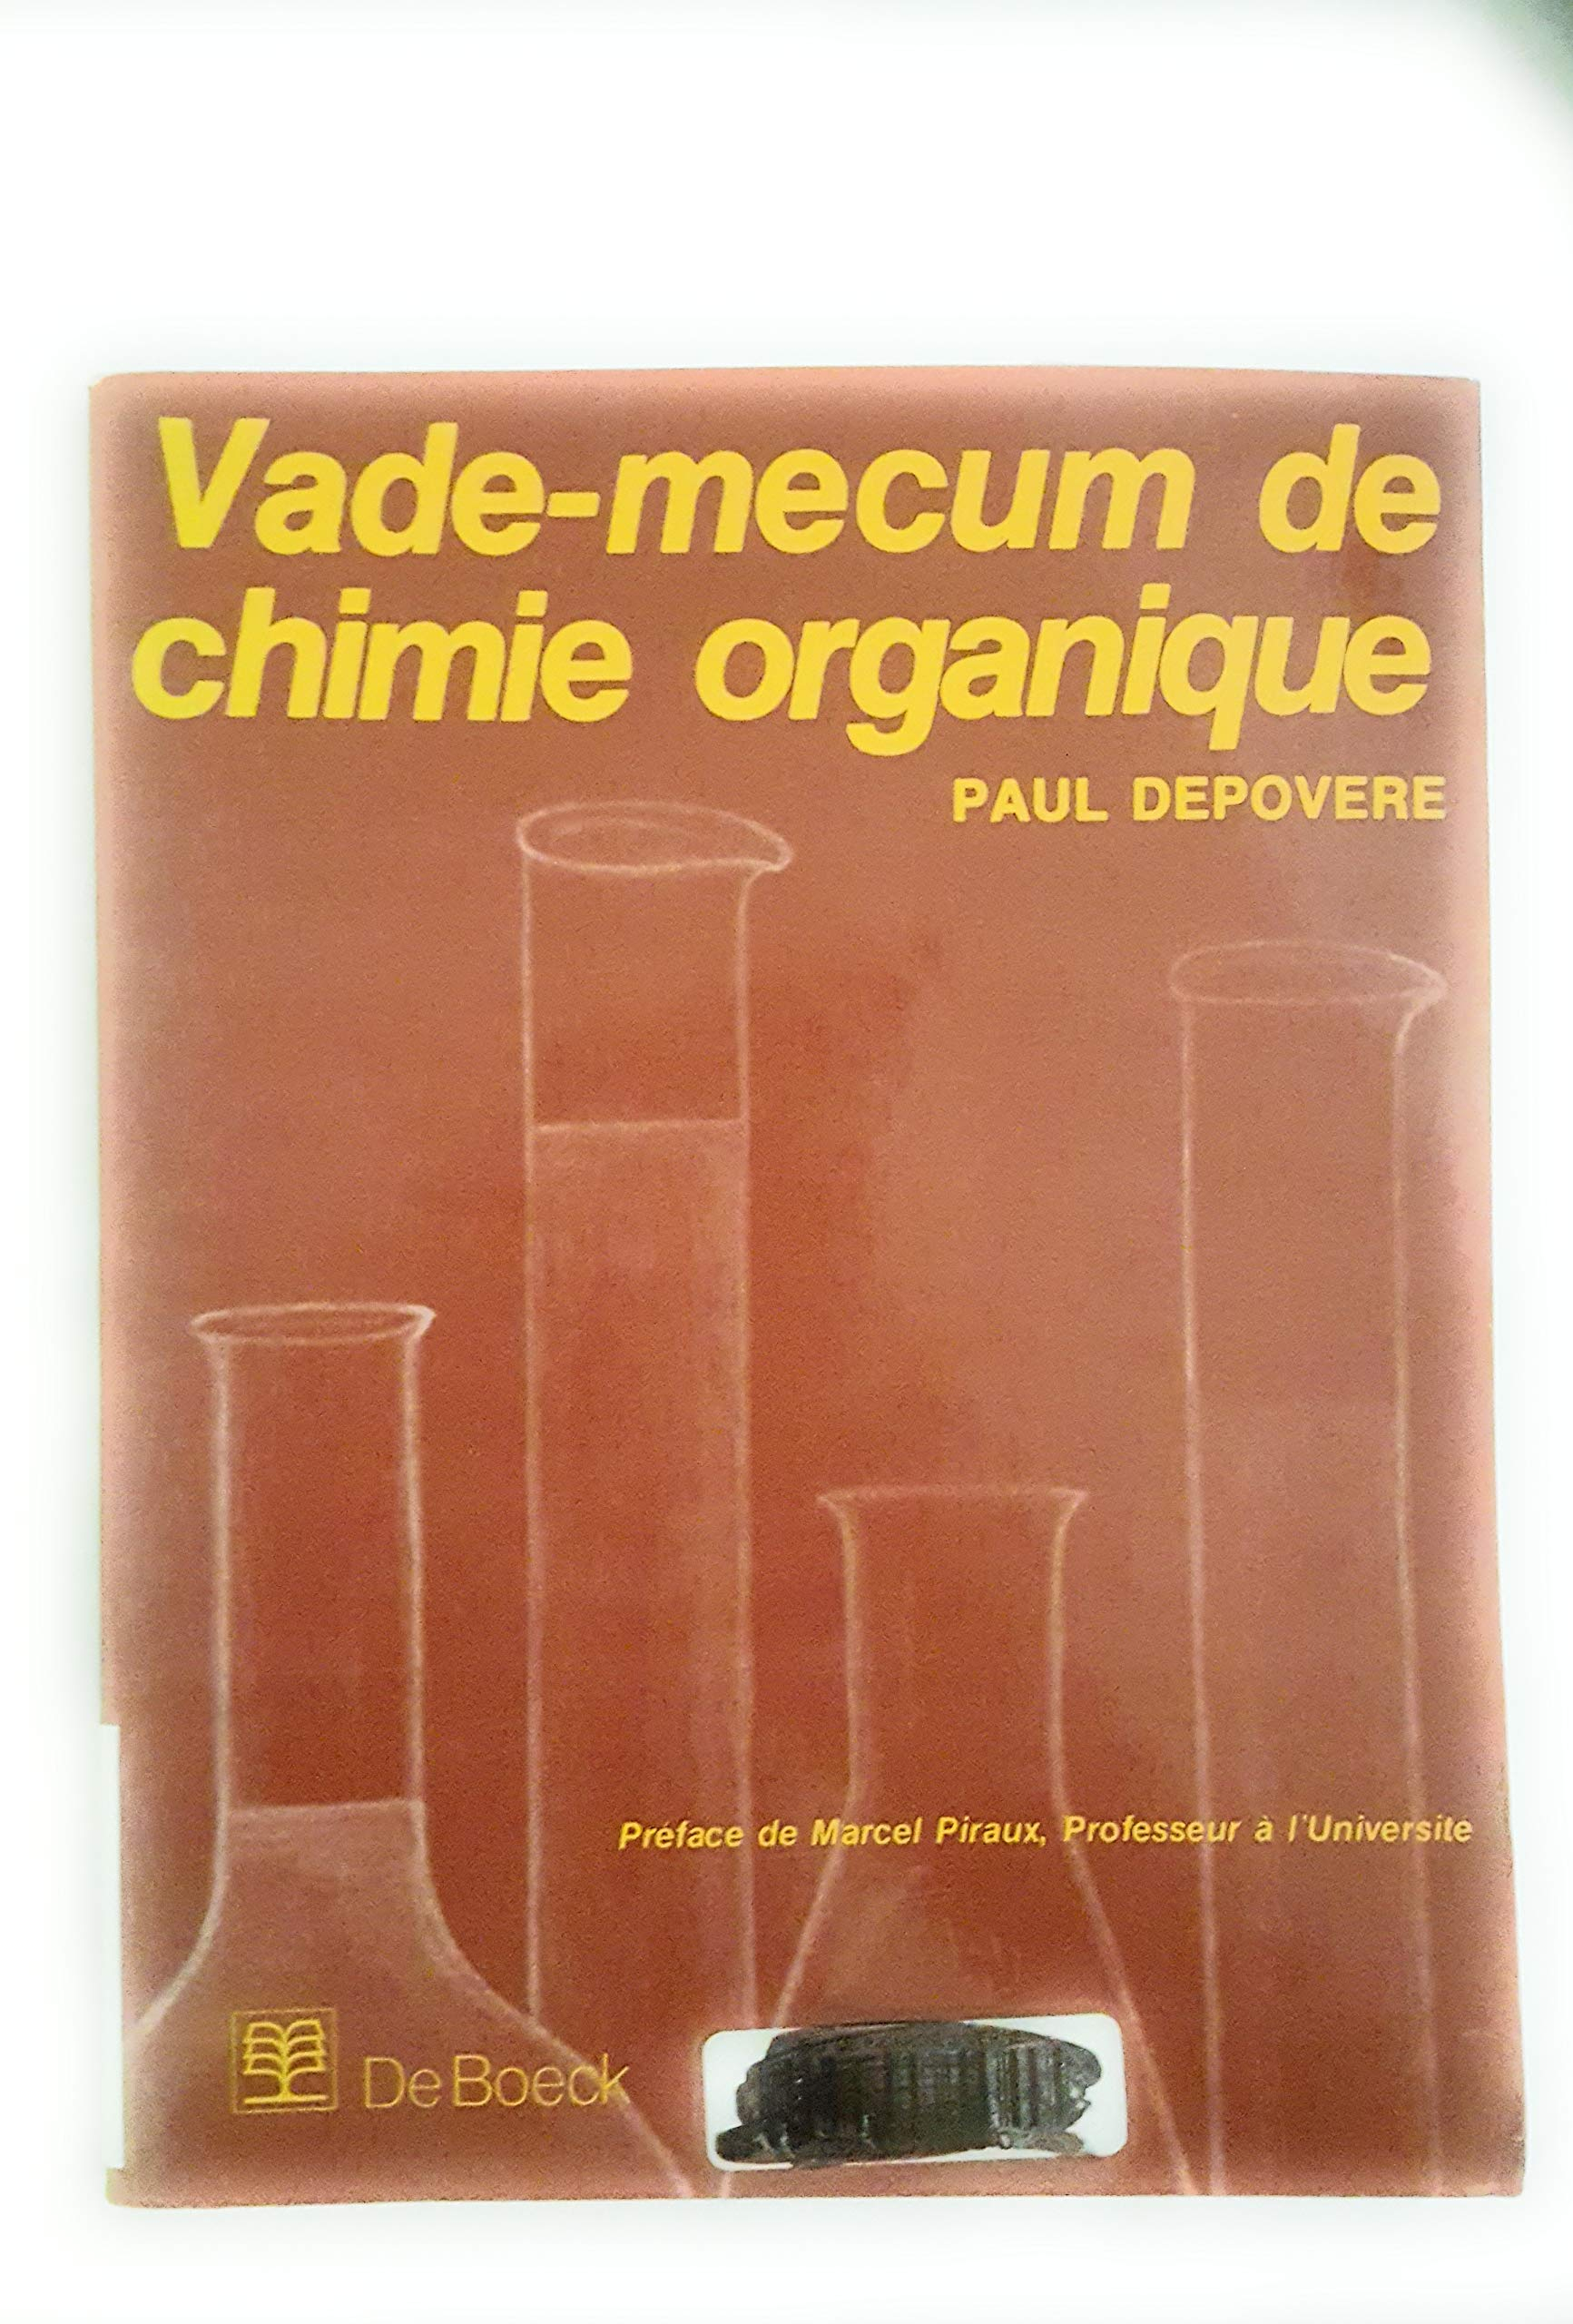 Vade-mecum de
chimie organique
PAUL DEPOVERE
Préface de Marcel Piraux, Professeur à l'Université
De Boeck